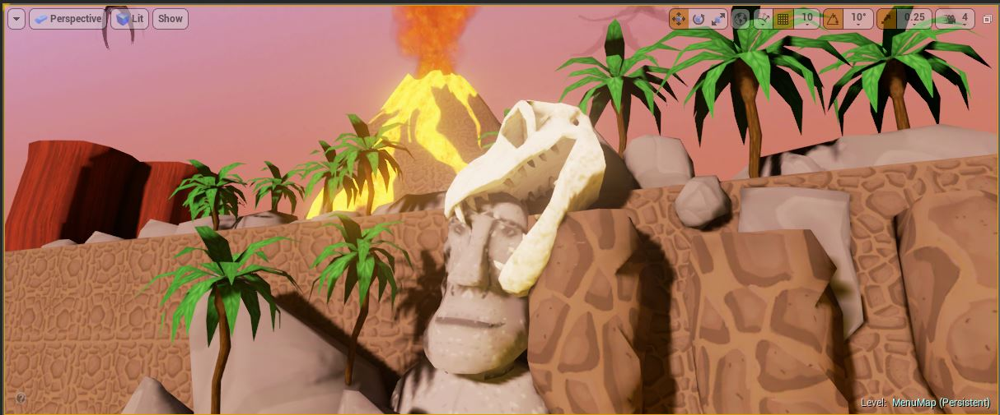 Perspective Lit Show 10 10° 0.25 4
Level: MenuMap (Persistent)